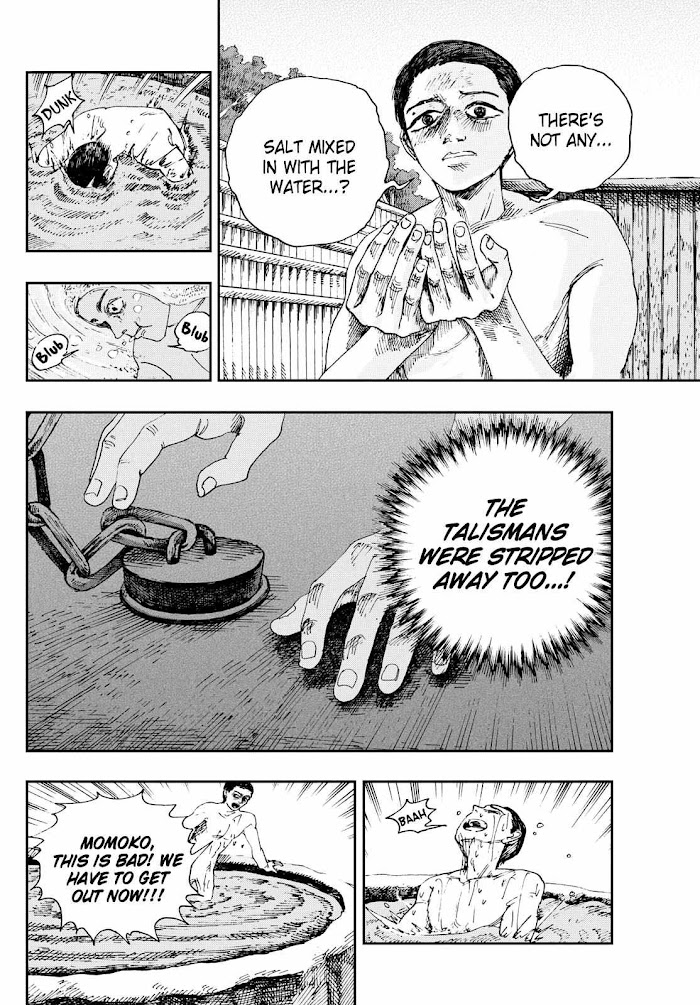 THERE'S
NOT ANY...
SALT MIXED
IN WITH THE
WATER...?
DUNK
Blub
Blub
THE
TALISMANS
WERE STRIPPED
AWAY TOO...!
BAAH
MOMOKO,
THIS IS BAD! WE
HAVE TO GET
OUT NOW!!!